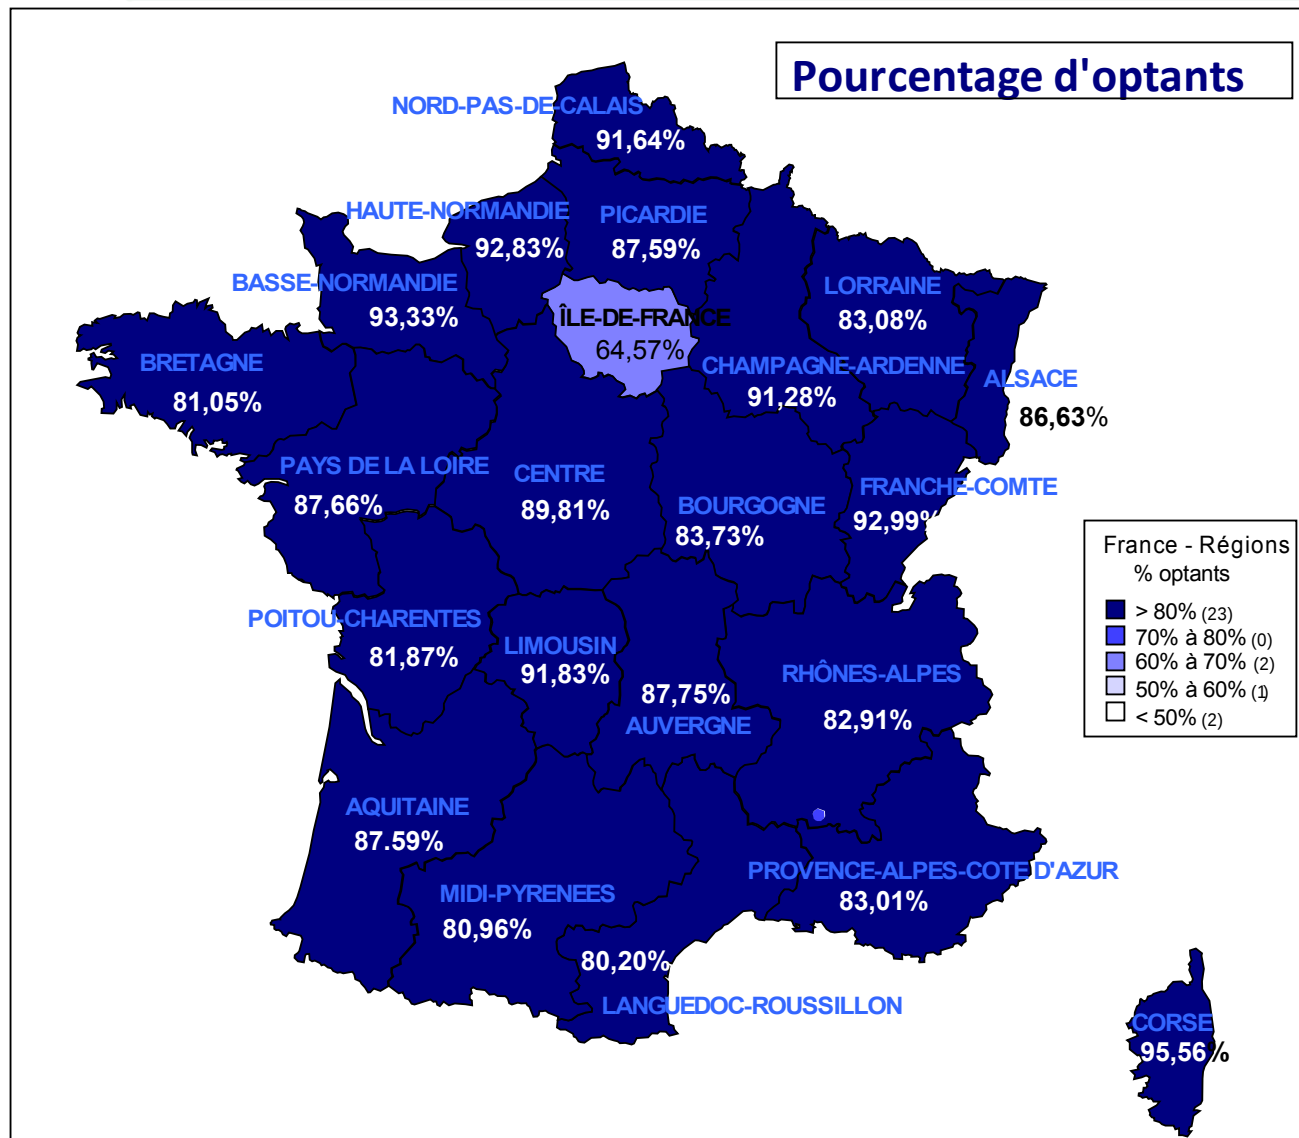 Pourcentage d'optants
NORD-PAS-DE-CALAIS
91,64%
HAUTE-NORMANDIE
92,83%
PICARDIE
87,59%
BASSE-NORMANDIE
93,33%
LORRAINE
83,08%
ÎLE-DE-FRANCE
64,57%
BRETAGNE
81,05%
CHAMPAGNE-ARDENNE
91,28%
ALSACE
86,63%
PAYS DE LA LOIRE
87,66%
CENTRE
89,81%
BOURGOGNE
83,73%
FRANCHE-COMTE
92,99%
France - Régions
% optants
> 80% (23)
70% à 80% (0)
60% à 70% (2)
50% à 60% (1)
< 50% (2)
POITOU-CHARENTES
81,87%
LIMOUSIN
91,83%
87,75%
AUVERGNE
RHÔNES-ALPES
82,91%
AQUITAINE
87.59%
MIDI-PYRENEES
80,96%
PROVENCE-ALPES-COTE D'AZUR
83,01%
80,20%
LANGUEDOC-ROUSSILLON
CORSE
95,56%